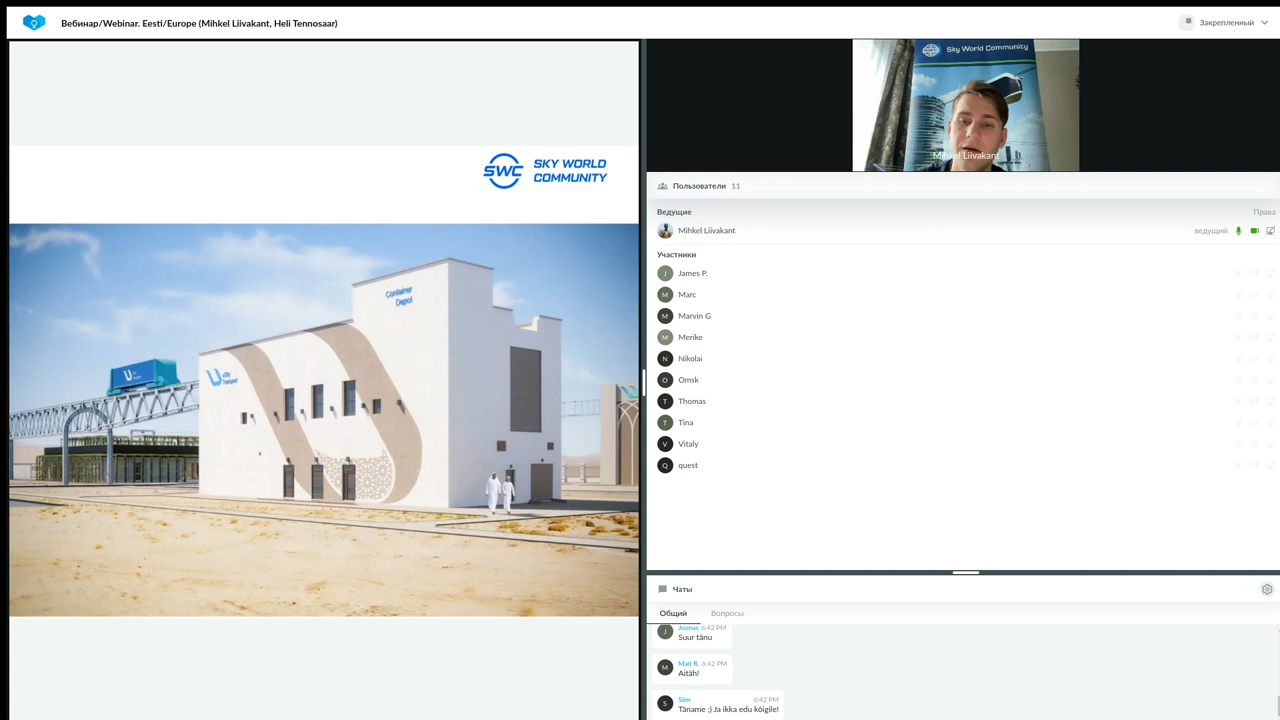 Вебинар/Webinar. Eesti/Europe (Mihkel Liivakant, Heli Tennosaar)
Закрепленный
SWC SKY WORLD
COMMUNITY
Container
Depot
uSky
Transport
Sky World Community
Mihkel Liivakant
Пользователи 11
Ведущие Права
Mihkel Liivakant ведущий
Участники
J James P.
M Marc
M Marvin G
M Merike
N Nikolai
O Omsk
T Thomas
T Tina
V Vitaly
Q quest
Чаты
Общий Вопросы
J Joonas 6:42 PM
Suur tänu
M Mait R. 6:42 PM
Aitäh!
S Siim 6:42 PM
Täname ;) Ja ikka edu kõigile!